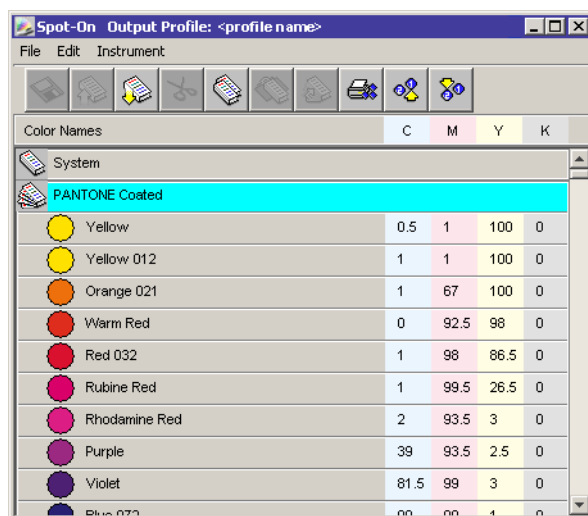 Spot-On Output Profile: <profile name>
File Edit Instrument
Color Names C M Y K
System
PANTONE Coated
Yellow 0.5 1 100 0
Yellow 012 1 1 100 0
Orange 021 1 67 100 0
Warm Red 0 92.5 98 0
Red 032 1 98 86.5 0
Rubine Red 1 99.5 26.5 0
Rhodamine Red 2 93.5 3 0
Purple 39 93.5 2.5 0
Violet 81.5 99 3 0
Blue 072